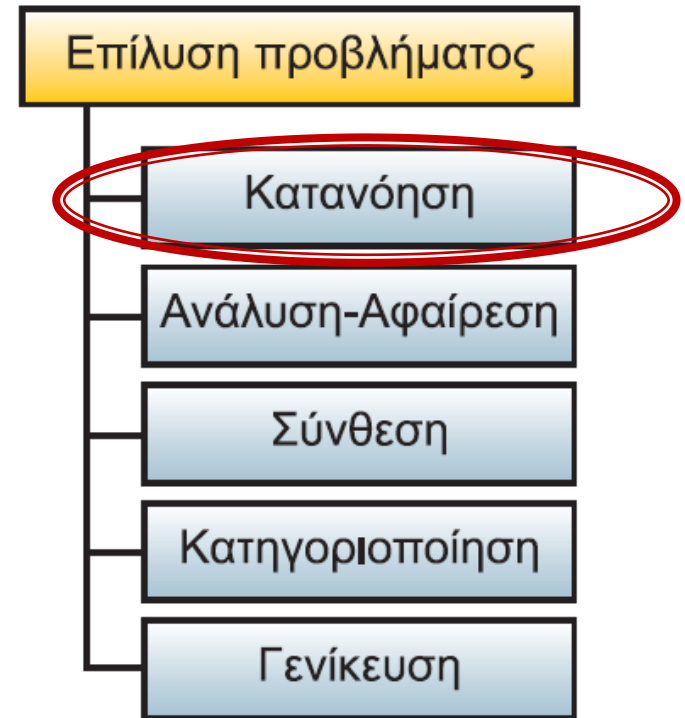 Επίλυση προβλήματος
Κατανόηση
Ανάλυση-Αφαίρεση
Σύνθεση
Κατηγοριοποίηση
Γενίκευση